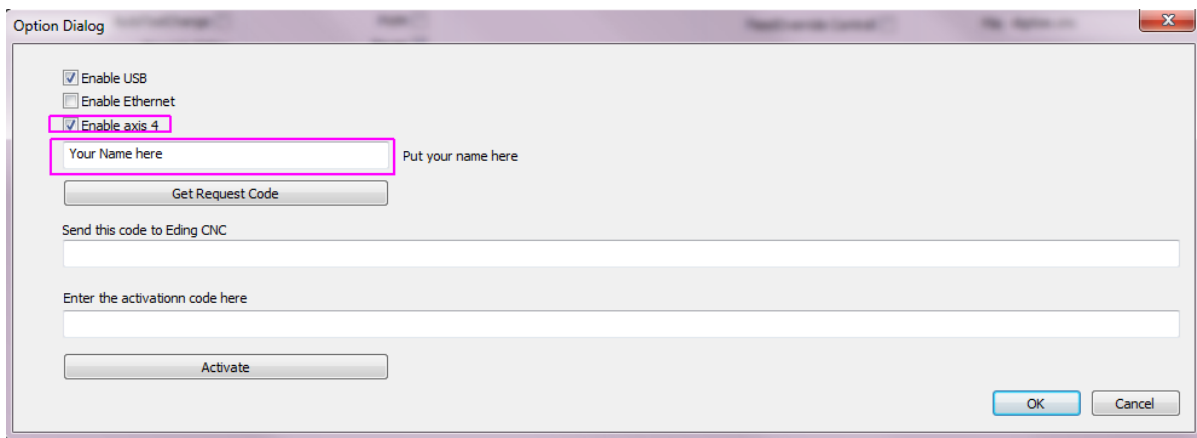 Option Dialog
Enable USB
Enable Ethernet
Enable axis 4
Your Name here
Put your name here
Get Request Code
Send this code to Eding CNC
Enter the activationn code here
Activate
OK
Cancel